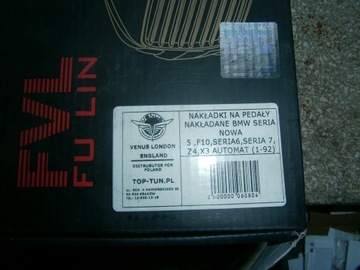 FVL
FU LIN
VENUS LONDON
ENGLAND
DISTRIBUTOR FOR
POLAND
TOP-TUN.PL
NAKŁADKI NA PEDAŁY
NAKŁADANE BMW SERIA
NOWA
5 ,F10,SERIA6,SERIA 7,
Z4,X3 AUTOMAT (1-92)